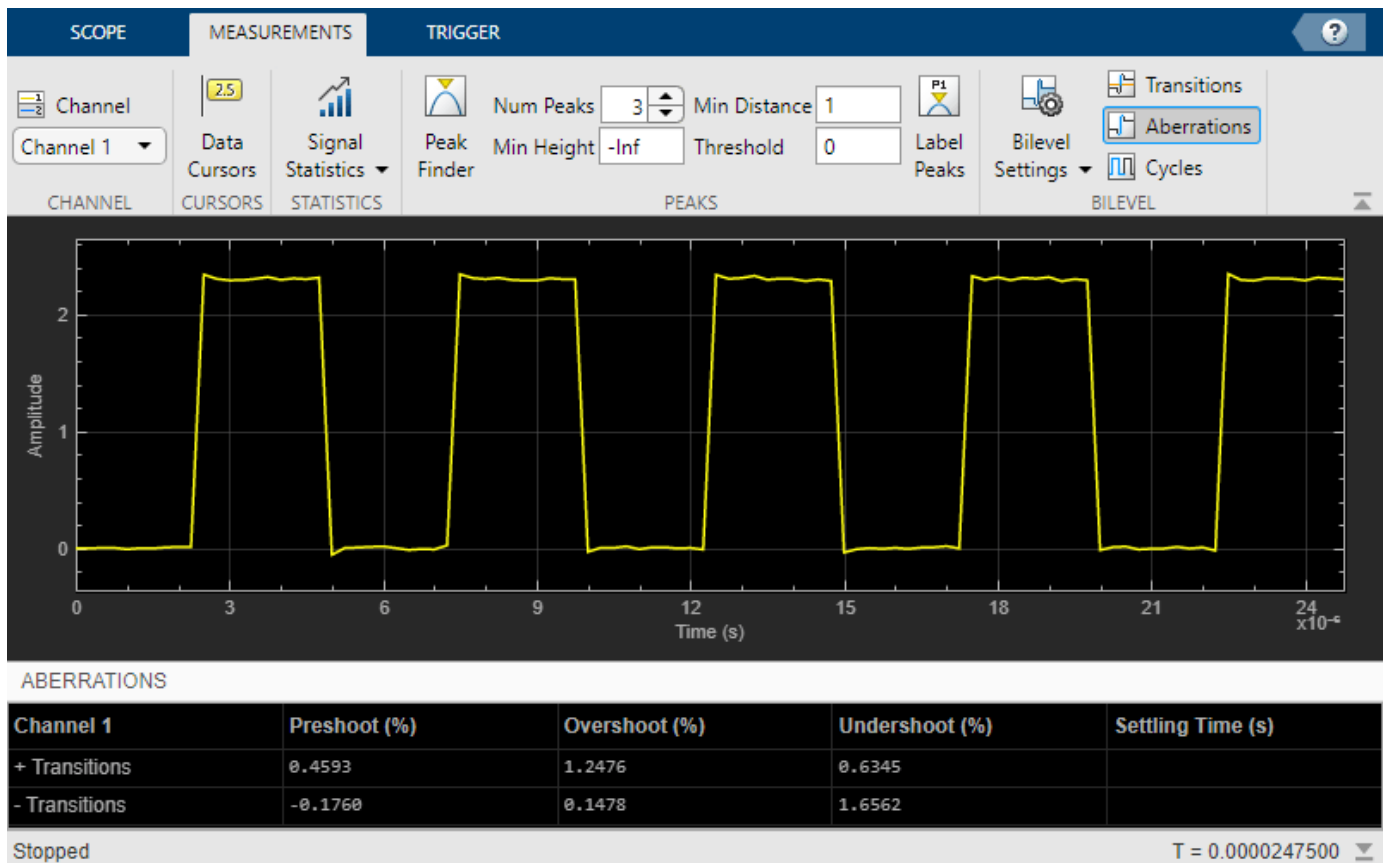 SCOPE MEASUREMENTS TRIGGER ?
1 2 Channel
Channel 1
CHANNEL
2.5
Data
Cursors
CURSORS
Signal
Statistics
STATISTICS
Peak
Finder
Num Peaks 3 Min Distance 1
Min Height -Inf Threshold 0
P1
Label
Peaks
PEAKS
Bilevel
Settings
Transitions
Aberrations
Cycles
BILEVEL
Amplitude
2
1
0
0 3 6 9 12 15 18 21 24
Time (s)
ABERRATIONS
Channel 1 Preshoot (%) Overshoot (%) Undershoot (%) Settling Time (s)
+ Transitions 0.4593 1.2476 0.6345
- Transitions -0.1760 0.1478 1.6562
Stopped T = 0.0000247500